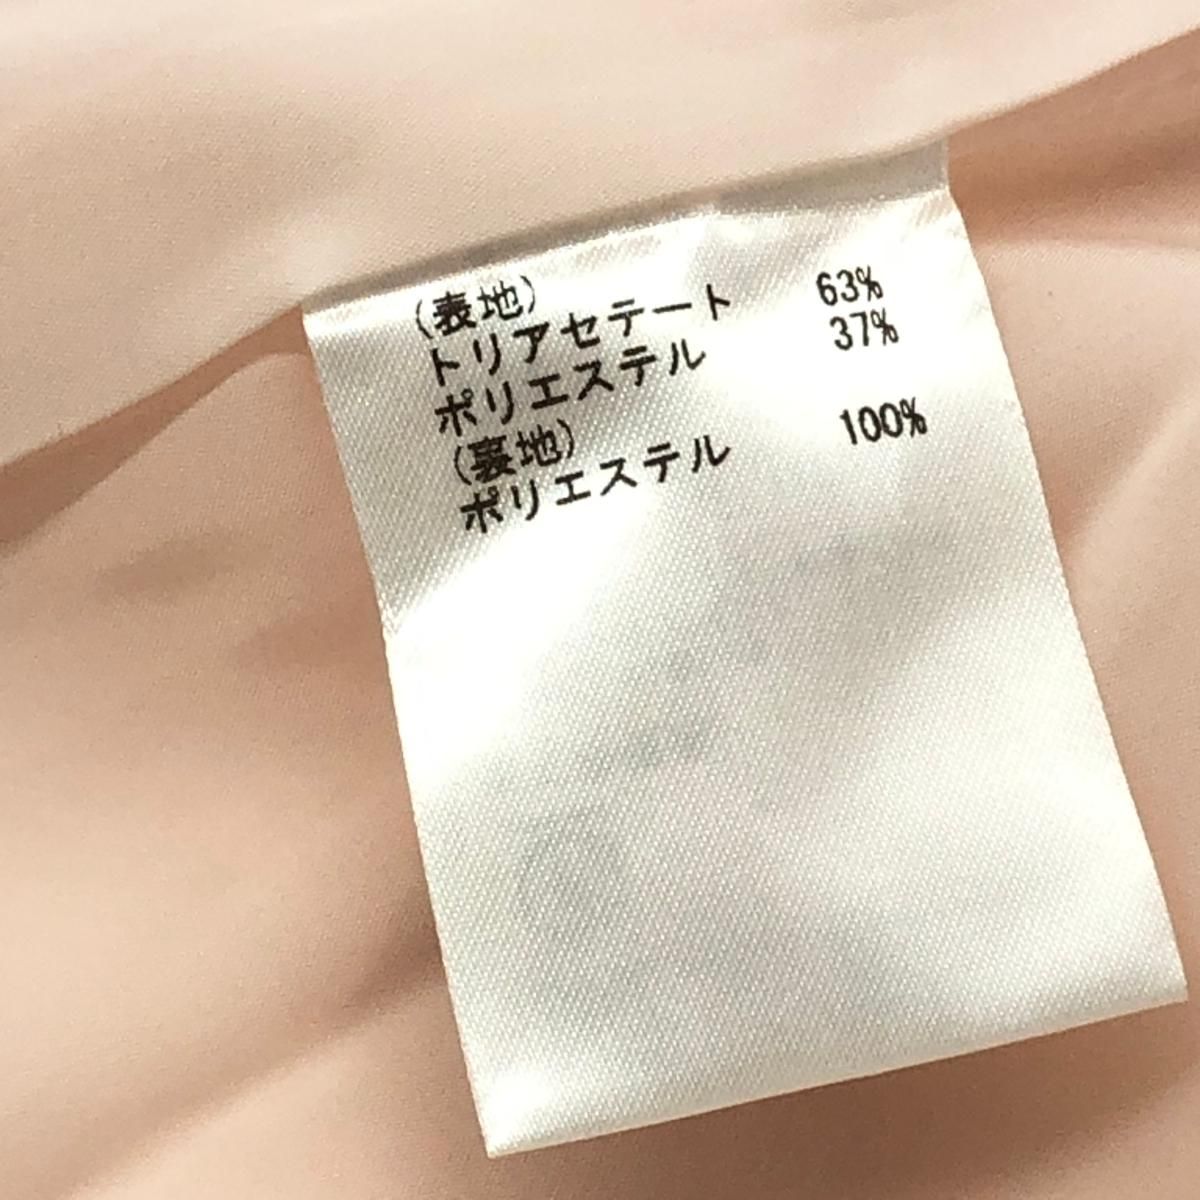 (表地)
トリアセテート 63%
ポリエステル 37%
(裏地)
ポリエステル 100%